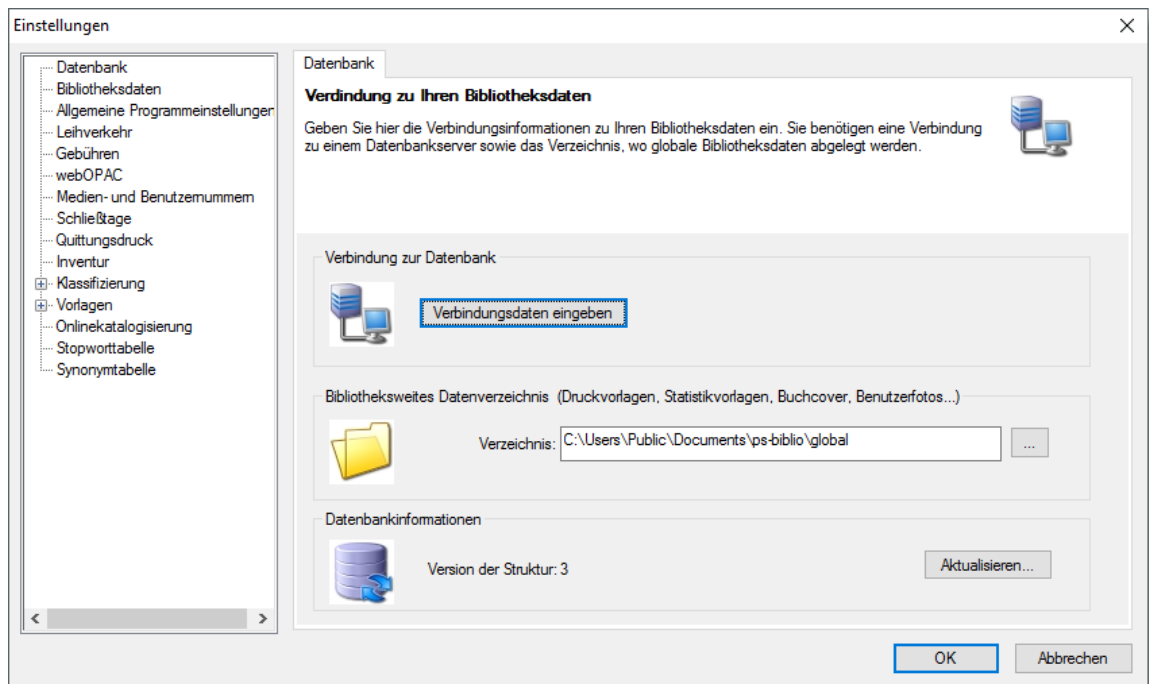 Einstellungen
Datenbank
Bibliotheksdaten
Allgemeine Programmeinstellungen
Leihverkehr
Gebühren
webOPAC
Medien- und Benutzernummern
Schließtage
Quittungsdruck
Inventur
Klassifizierung
Vorlagen
Onlinekatalogisierung
Stopworttabelle
Synonymtabelle
Datenbank
Verdindung zu Ihren Bibliotheksdaten
Geben Sie hier die Verbindungsinformationen zu Ihren Bibliotheksdaten ein. Sie benötigen eine Verbindung
zu einem Datenbankserver sowie das Verzeichnis, wo globale Bibliotheksdaten abgelegt werden.
Verbindung zur Datenbank
Verbindungsdaten eingeben
Bibliotheksweites Datenverzeichnis (Druckvorlagen, Statistikvorlagen, Buchcover, Benutzerfotos...)
Verzeichnis: C:\Users\Public\Documents\ps-biblio\global ...
Datenbankinformationen
Version der Struktur: 3 Aktualisieren...
OK Abbrechen